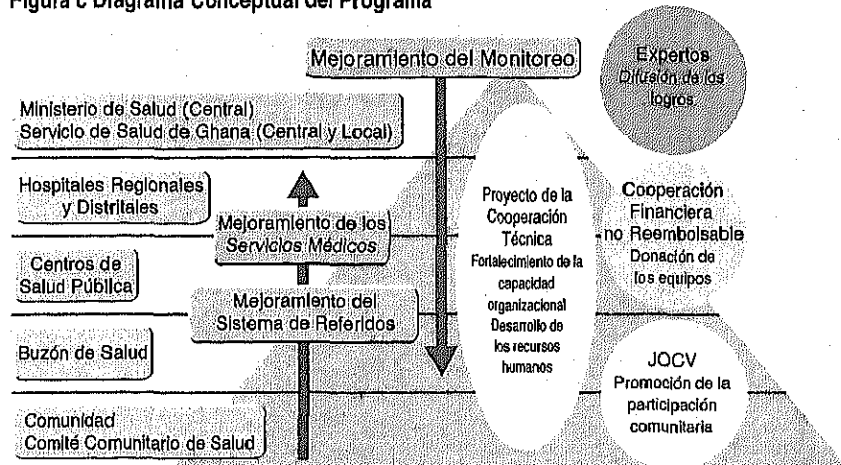 Figura c Diagrama Conceptual del Programa
Mejoramiento del Monitoreo
Expertos
Difusión de los
logros
Ministerio de Salud (Central)
Servicio de Salud de Ghana (Central y Local)
Hospitales Regionales
y Distritales
Mejoramiento de los
Servicios Médicos
Centros de
Salud Pública
Mejoramiento del
Sistema de Referidos
Buzón de Salud
Comunidad
Comité Comunitario de Salud
Proyecto de la
Cooperación
Técnica
Fortalecimiento de la
capacidad
organizacional
Desarrollo de
los recursos
humanos
Cooperación
Financiera
no Reembolsable
Donación de
los equipos
JOCV
Promoción de la
participación
comunitaria